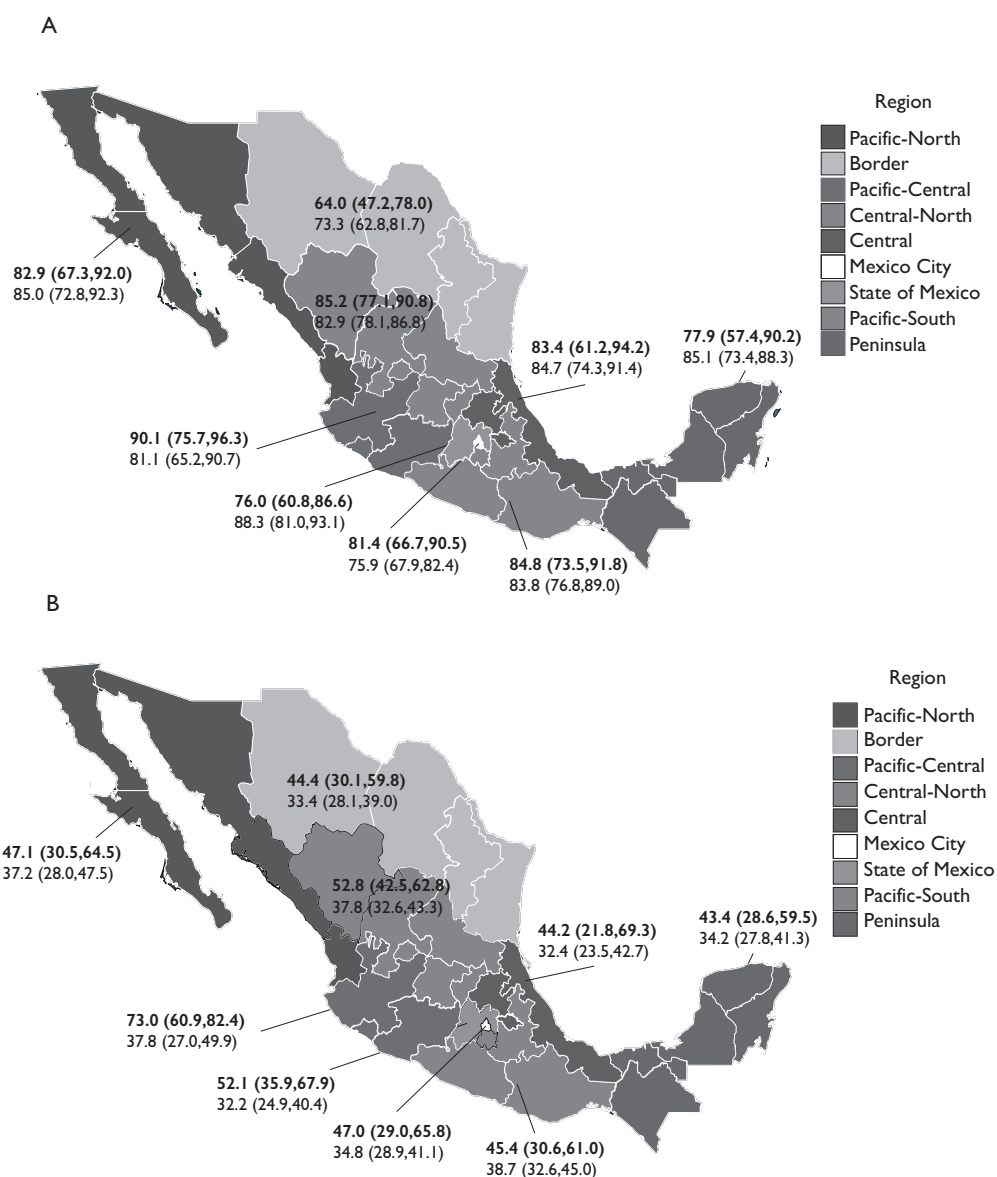 A
Region
Pacific-North
Border
Pacific-Central
Central-North
Central
Mexico City
State of Mexico
Pacific-South
Peninsula
64.0 (47.2,78.0)
73.3 (62.8,81.7)
82.9 (67.3,92.0)
85.0 (72.8,92.3)
85.2 (77.1,90.8)
82.9 (78.1,86.8)
83.4 (61.2,94.2)
84.7 (74.3,91.4)
77.9 (57.4,90.2)
85.1 (73.4,88.3)
90.1 (75.7,96.3)
81.1 (65.2,90.7)
76.0 (60.8,86.6)
88.3 (81.0,93.1)
81.4 (66.7,90.5)
75.9 (67.9,82.4)
84.8 (73.5,91.8)
83.8 (76.8,89.0)
B
Region
Pacific-North
Border
Pacific-Central
Central-North
Central
Mexico City
State of Mexico
Pacific-South
Peninsula
44.4 (30.1,59.8)
33.4 (28.1,39.0)
47.1 (30.5,64.5)
37.2 (28.0,47.5)
52.8 (42.5,62.8)
37.8 (32.6,43.3)
44.2 (21.8,69.3)
32.4 (23.5,42.7)
43.4 (28.6,59.5)
34.2 (27.8,41.3)
73.0 (60.9,82.4)
37.8 (27.0,49.9)
52.1 (35.9,67.9)
32.2 (24.9,40.4)
47.0 (29.0,65.8)
34.8 (28.9,41.1)
45.4 (30.6,61.0)
38.7 (32.6,45.0)